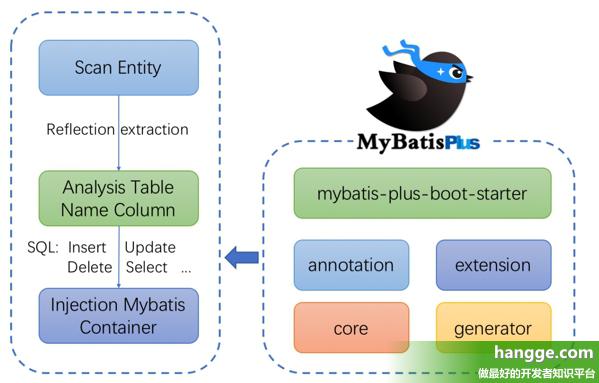 Scan Entity
Reflection extraction
Analysis Table
Name Column
SQL: Insert Update
Delete Select ...
Injection Mybatis
Container
MyBatisPlus
mybatis-plus-boot-starter
annotation extension
core generator
hangge.com
做最好的开发者知识平台